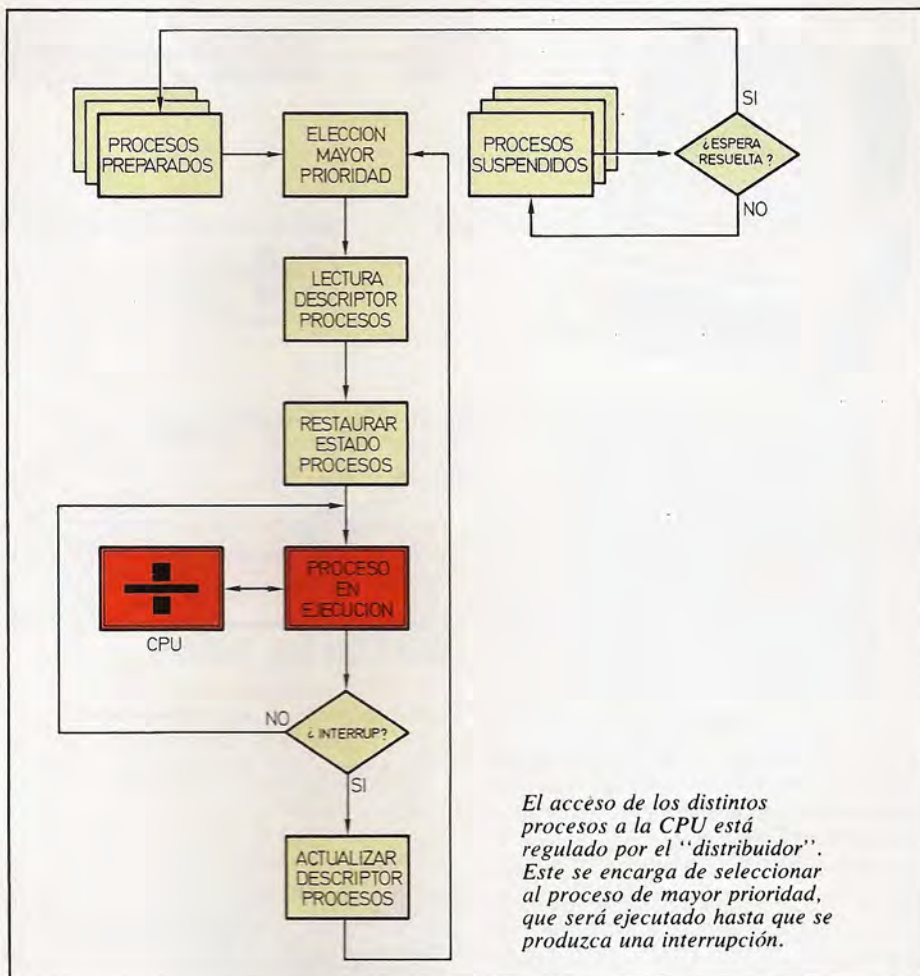 PROCESOS
PREPARADOS
ELECCION
MAYOR
PRIORIDAD
PROCESOS
SUSPENDIDOS
¿ESPERA
RESUELTA?
SI
NO
LECTURA
DESCRIPTOR
PROCESOS
RESTAURAR
ESTADO
PROCESOS
PROCESO
EN
EJECUCION
CPU
NO
¿INTERRUP?
SI
ACTUALIZAR
DESCRIPTOR
PROCESOS
El acceso de los distintos
procesos a la CPU está
regulado por el "distribuidor".
Este se encarga de seleccionar
al proceso de mayor prioridad,
que será ejecutado hasta que se
produzca una interrupción.